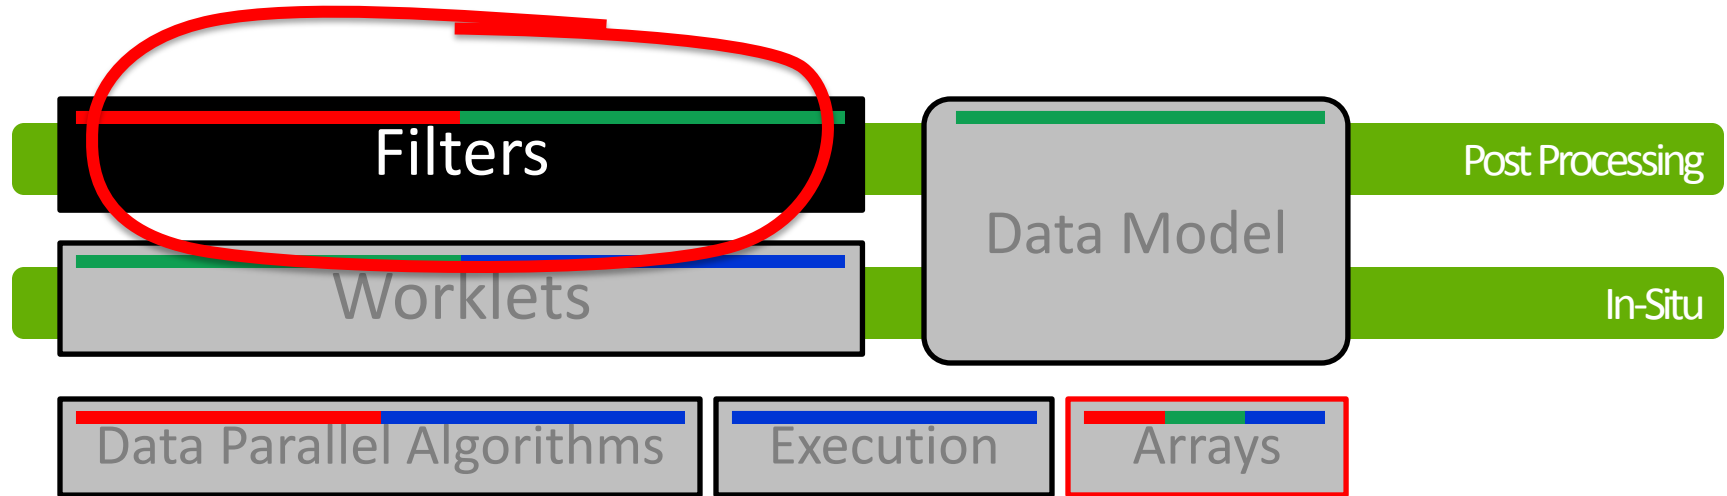 Filters
Data Model
Post Processing
Worklets
In-Situ
Data Parallel Algorithms
Execution
Arrays